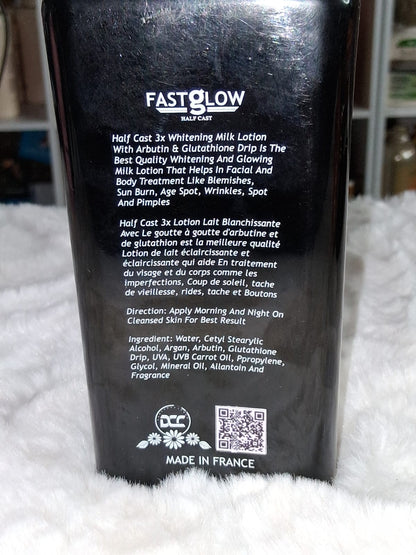 FASTgLOW
HALF CAST
Half Cast 3x Whitening Milk Lotion
With Arbutin & Glutathione Drip Is The
Best Quality Whitening And Glowing
Milk Lotion That Helps In Facial And
Body Treatment Like Blemishes,
Sun Burn, Age Spot, Wrinkles, Spot
And Pimples
Half Cast 3x Lotion Lait Blanchissante
Avec Le goutte à goutte d'arbutine et
de glutathion est la meilleure qualité
Lotion de lait éclaircissante et
éclaircissante qui aide En traitement
du visage et du corps comme les
imperfections, Coup de soleil, tache
de vieillesse, rides, tache et Boutons
Direction: Apply Morning And Night On
Cleansed Skin For Best Result
Ingredient: Water, Cetyl Stearylic
Alcohol, Argan, Arbutin, Glutathione
Drip, UVA, UVB Carrot Oil, Ppropylene,
Glycol, Mineral Oil, Allantoin And
Fragrance
DCC
MADE IN FRANCE